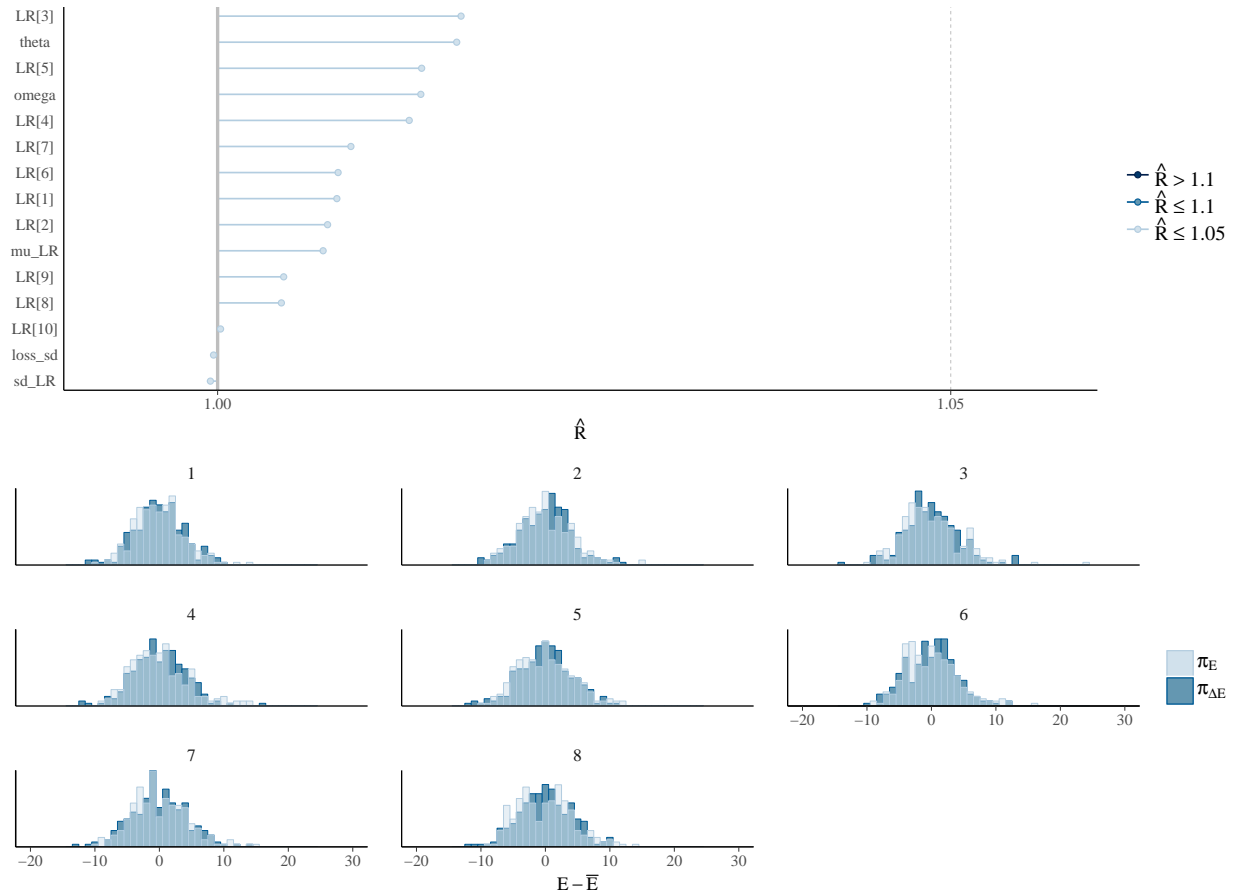 LR[3]
theta
LR[5]
omega
LR[4]
LR[7]
LR[6]
LR[1]
LR[2]
mu_LR
LR[9]
LR[8]
LR[10]
loss_sd
sd_LR
1.00 1.05
R̂
R̂ > 1.1
R̂ ≤ 1.1
R̂ ≤ 1.05
1 2 3
4 5 6
−20 −10 0 10 20 30
π_E
π_ΔE
7 8
−20 −10 0 10 20 30 −20 −10 0 10 20 30
E − E̅